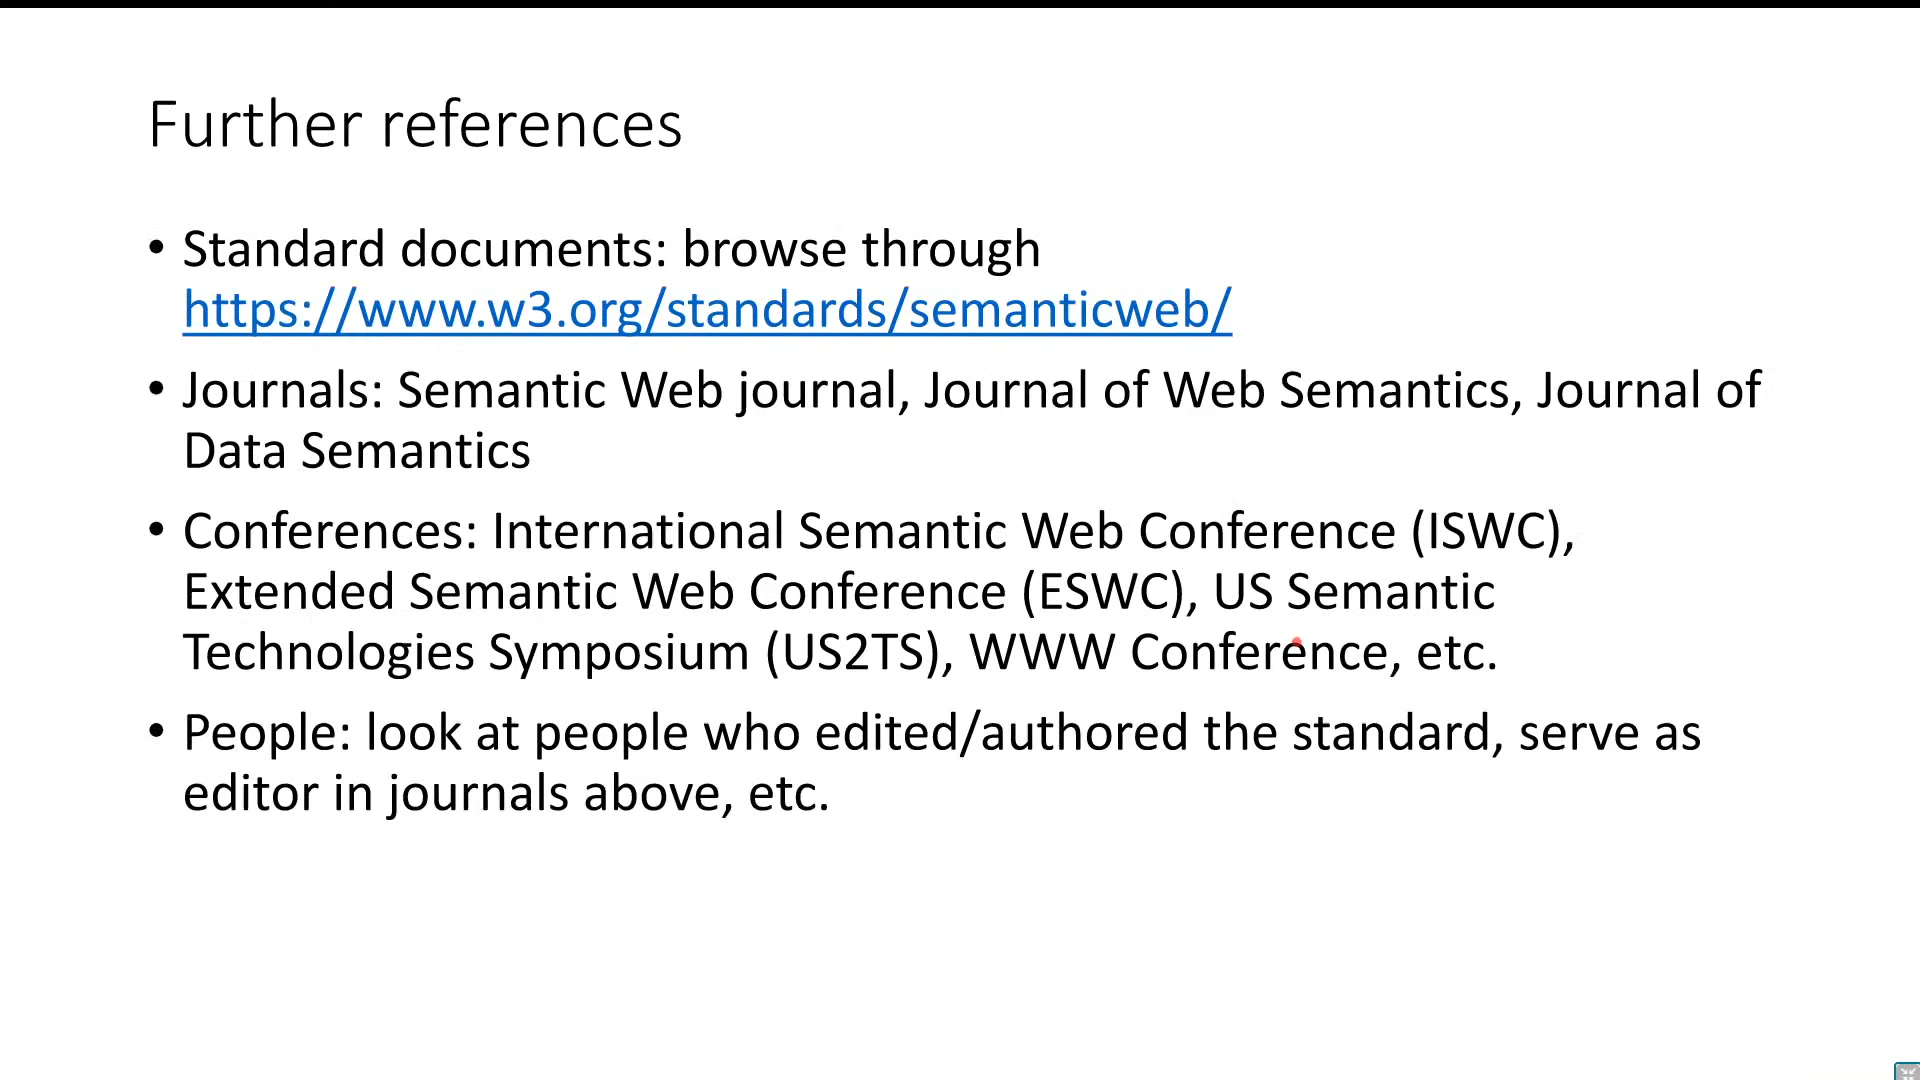 Further references
• Standard documents: browse through
https://www.w3.org/standards/semanticweb/
• Journals: Semantic Web journal, Journal of Web Semantics, Journal of
Data Semantics
• Conferences: International Semantic Web Conference (ISWC),
Extended Semantic Web Conference (ESWC), US Semantic
Technologies Symposium (US2TS), WWW Conference, etc.
• People: look at people who edited/authored the standard, serve as
editor in journals above, etc.